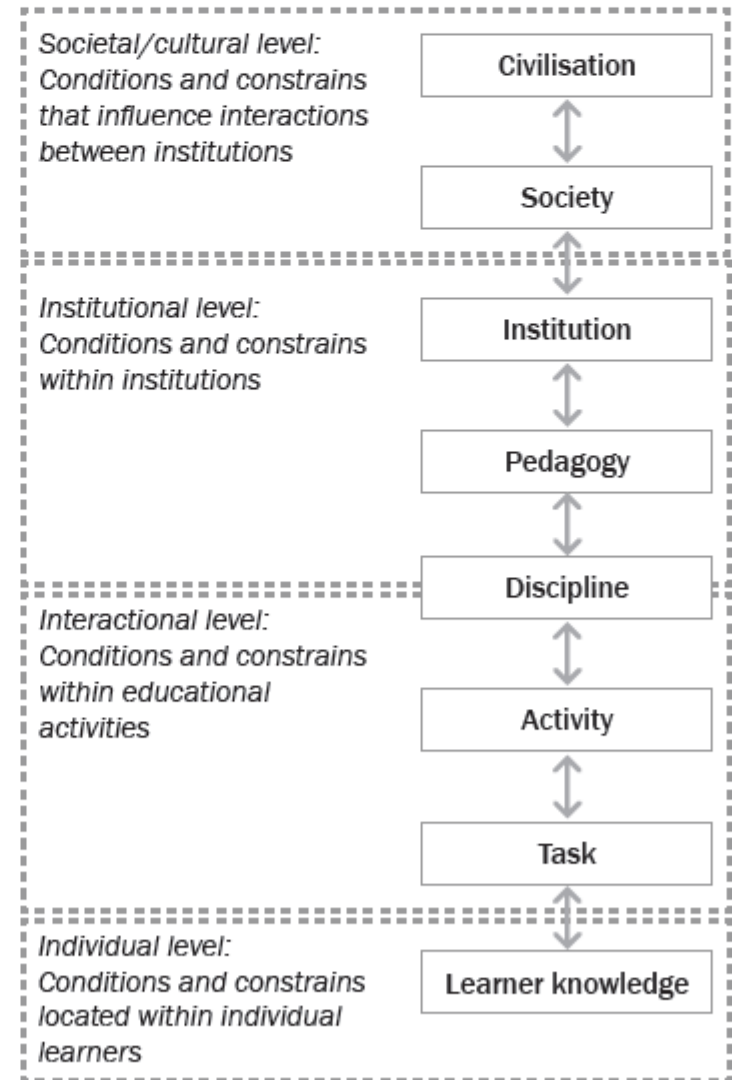 Societal/cultural level:
Conditions and constrains
that influence interactions
between institutions
Civilisation
Society
Institutional level:
Conditions and constrains
within institutions
Institution
Pedagogy
Discipline
Interactional level:
Conditions and constrains
within educational
activities
Activity
Task
Individual level:
Conditions and constrains
located within individual
learners
Learner knowledge